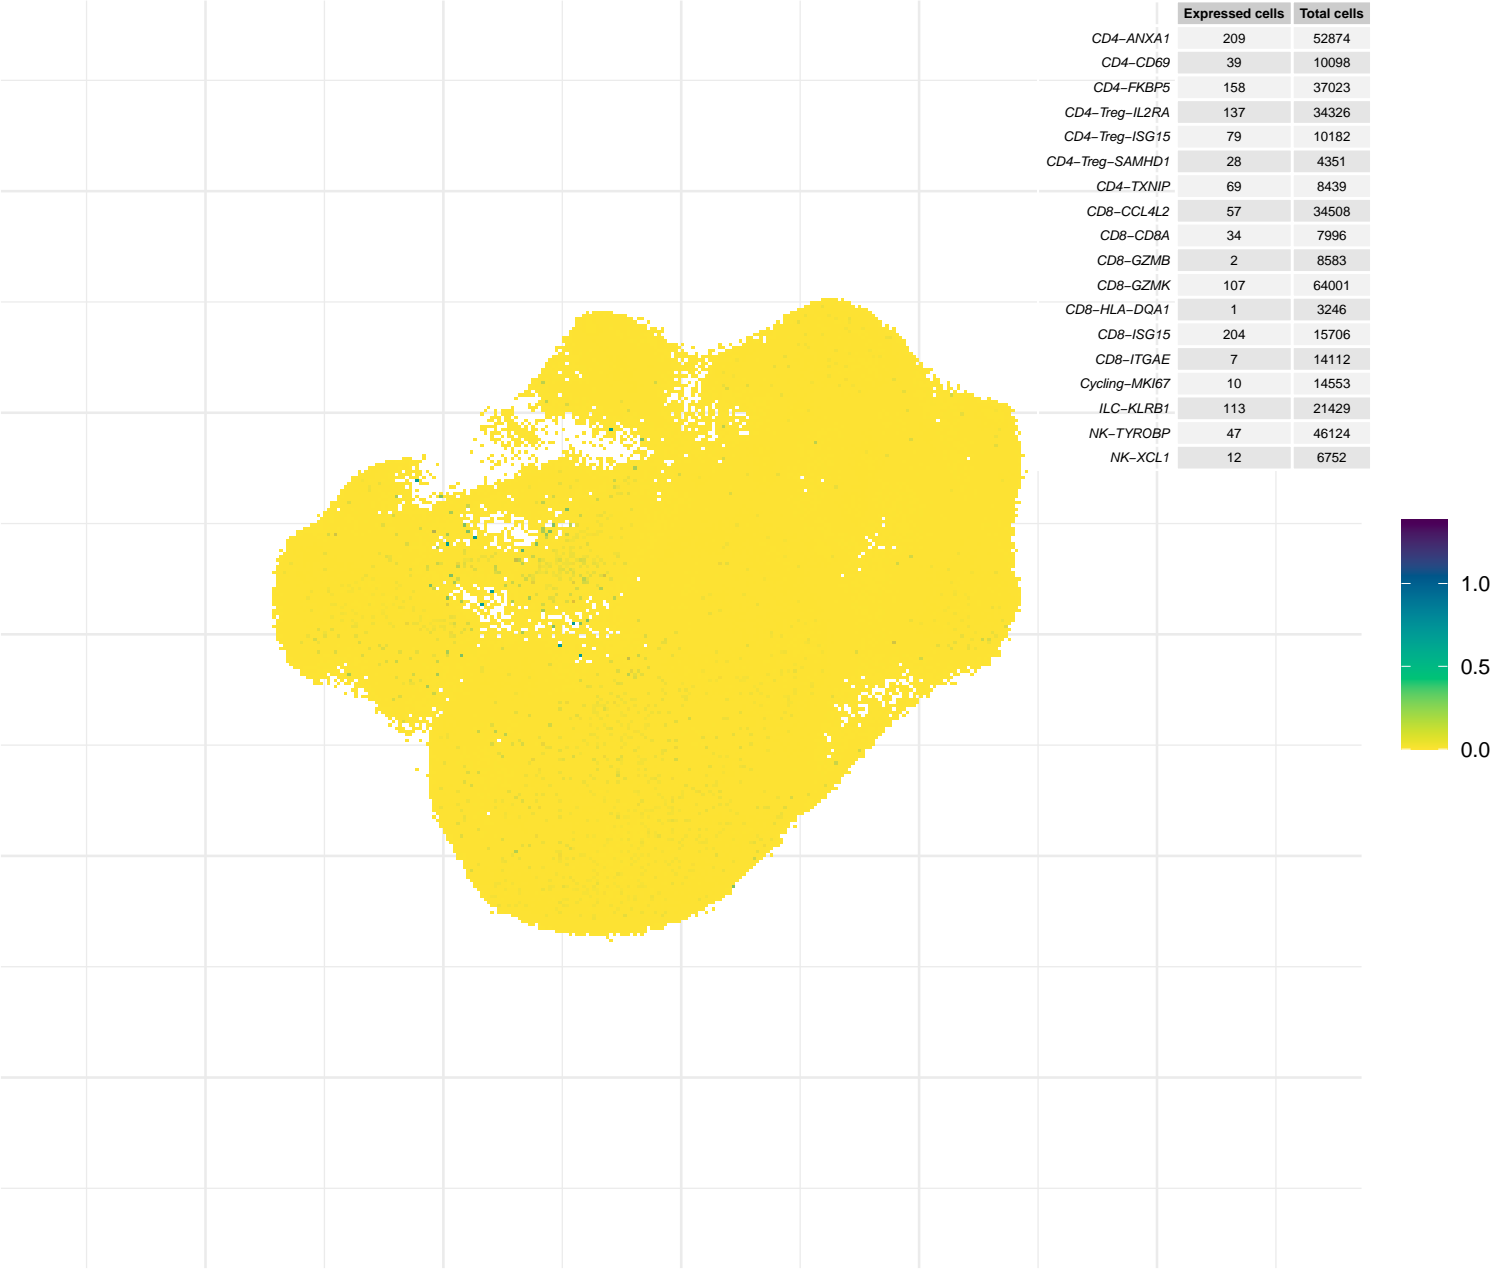 Expressed cells Total cells
CD4−ANXA1 209 52874
CD4−CD69 39 10098
CD4−FKBP5 158 37023
CD4−Treg−IL2RA 137 34326
CD4−Treg−ISG15 79 10182
CD4−Treg−SAMHD1 28 4351
CD4−TXNIP 69 8439
CD8−CCL4L2 57 34508
CD8−CD8A 34 7996
CD8−GZMB 2 8583
CD8−GZMK 107 64001
CD8−HLA−DQA1 1 3246
CD8−ISG15 204 15706
CD8−ITGAE 7 14112
Cycling−MKI67 10 14553
ILC−KLRB1 113 21429
NK−TYROBP 47 46124
NK−XCL1 12 6752
1.0
0.5
0.0